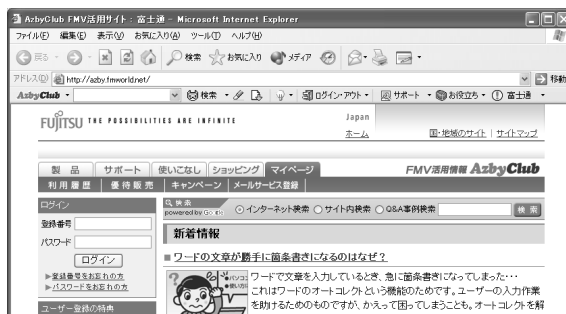 AzbyClub FMV活用サイト : 富士通 - Microsoft Internet Explorer
ファイル(F) 編集(E) 表示(V) お気に入り(A) ツール(T) ヘルプ(H)
戻る 検索 お気に入り メディア
アドレス(D) http://azby.fmworld.net/ 移動
AzbyClub 検索 ログイン・アウト サポート お役立ち 富士通
FUJITSU THE POSSIBILITIES ARE INFINITE Japan
ホーム 国・地域のサイト | サイトマップ
製 品 サポート 使いこなし ショッピング マイページ FMV活用情報 AzbyClub
利用履歴 優待販売 キャンペーン メールサービス登録
ログイン 検索 powered by Google インターネット検索 サイト内検索 Q&A事例検索 検索
登録番号
新着情報
パスワード
ログイン
■ワードの文章が勝手に箇条書きになるのはなぜ?
▶登録番号をお忘れの方
▶パスワードをお忘れの方
ワードで文章を入力しているとき、急に箇条書きになってしまった・・・
これはワードのオートコレクトという機能のためです。ユーザーの入力作業
を助けるためのものですが、かえって困ってしまうことも。オートコレクトを解
ユーザー登録の特典